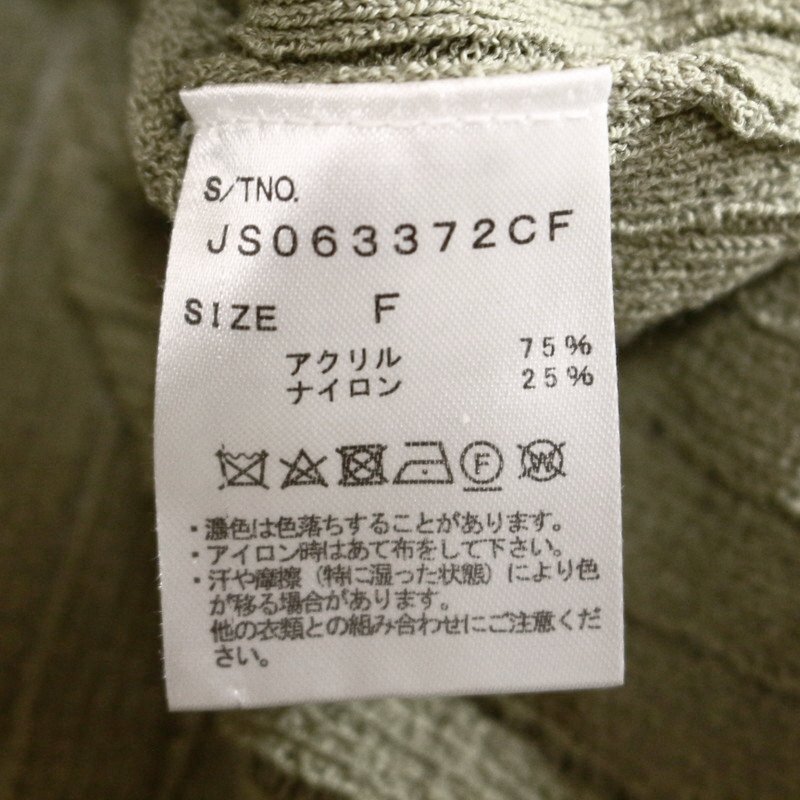 S/TNO.
JS063372CF
SIZE F
アクリル 75%
ナイロン 25%
F W
・濃色は色落ちすることがあります。
・アイロン時はあて布をして下さい。
・汗や摩擦（特に湿った状態）により色
が移る場合があります。
他の衣類との組み合わせにご注意くだ
さい。